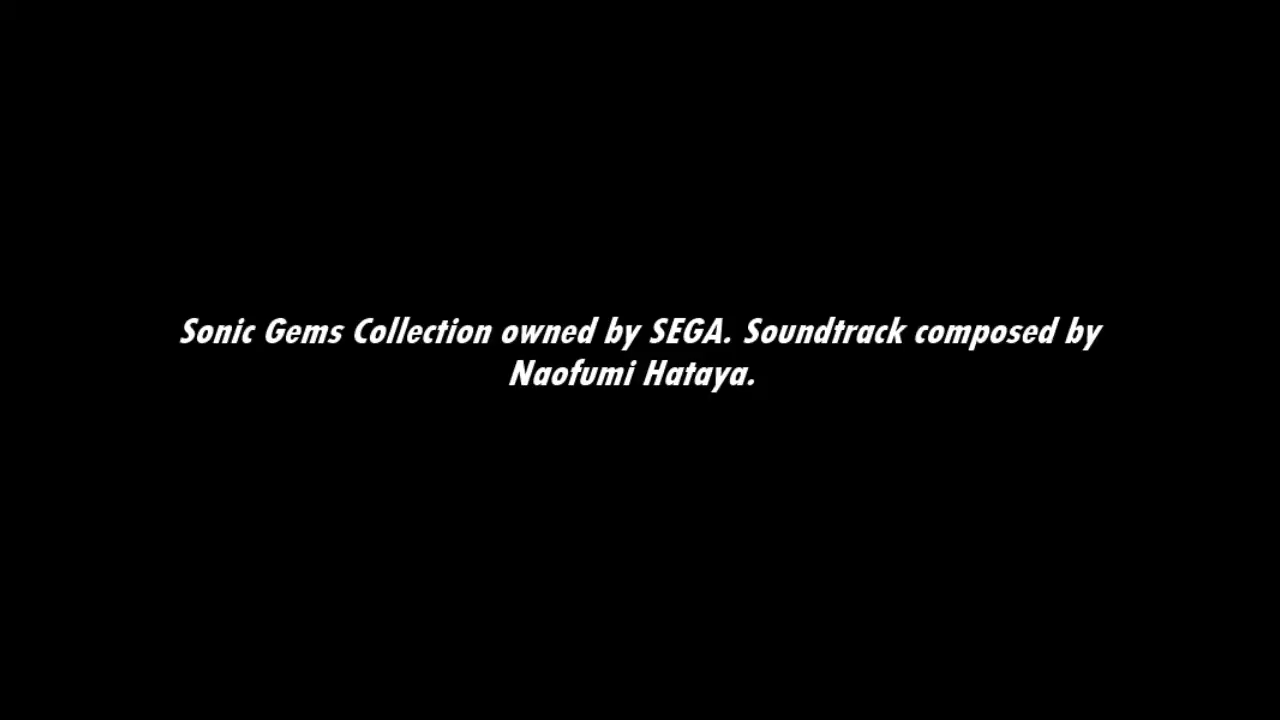 Sonic Gems Collection owned by SEGA. Soundtrack composed by
Naofumi Hataya.